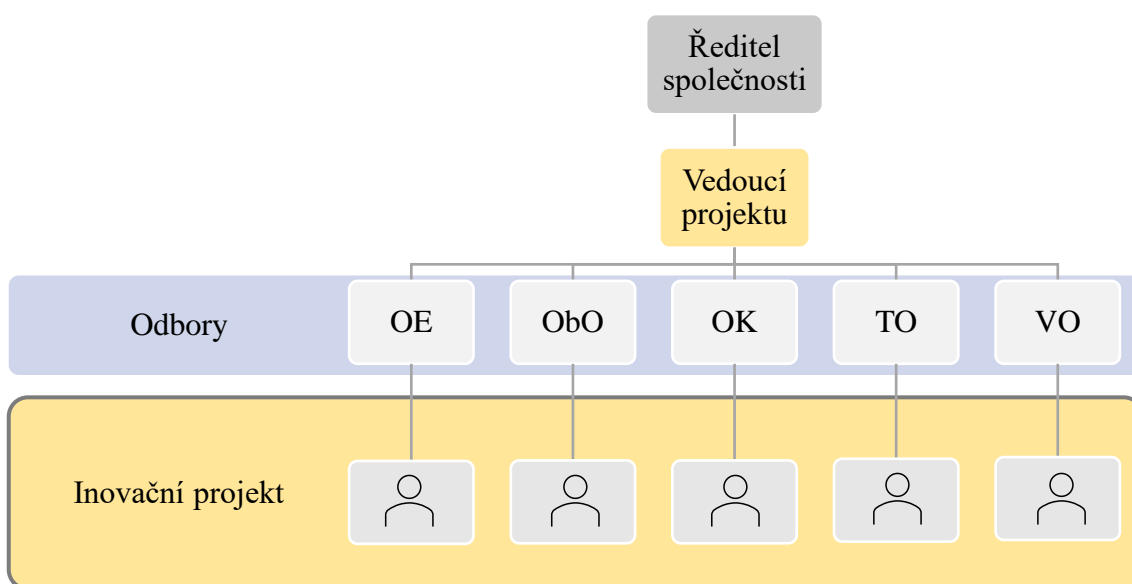 Ředitel
společnosti
Vedoucí
projektu
Odbory
OE
ObO
OK
TO
VO
Inovační projekt